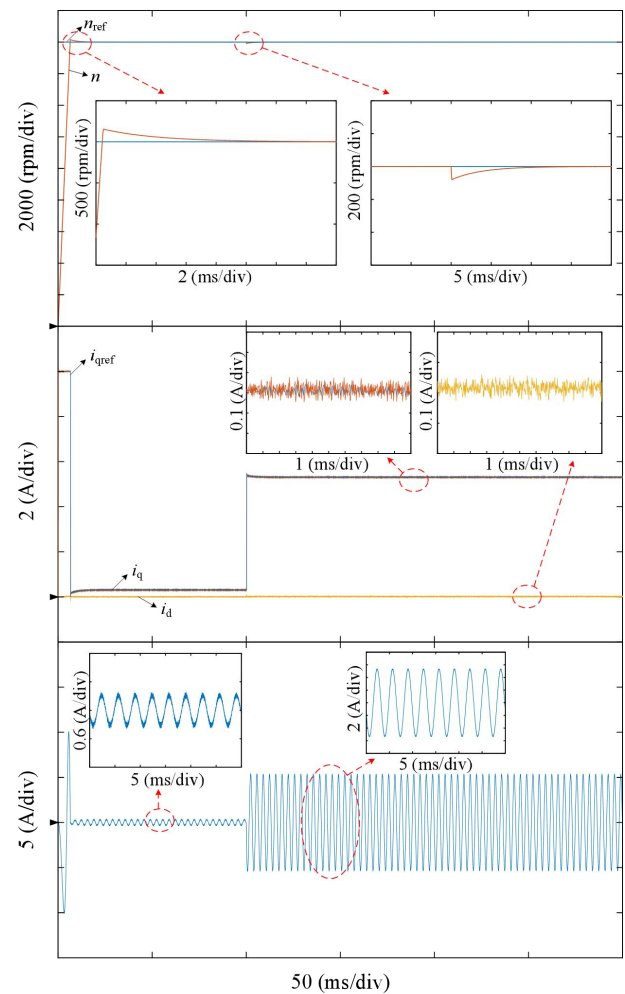 n_ref
n
2000 (rpm/div)
500 (rpm/div)
2 (ms/div)
200 (rpm/div)
5 (ms/div)
i_qref
2 (A/div)
0.1 (A/div)
1 (ms/div)
0.1 (A/div)
1 (ms/div)
i_q
i_d
5 (A/div)
0.6 (A/div)
5 (ms/div)
2 (A/div)
5 (ms/div)
50 (ms/div)